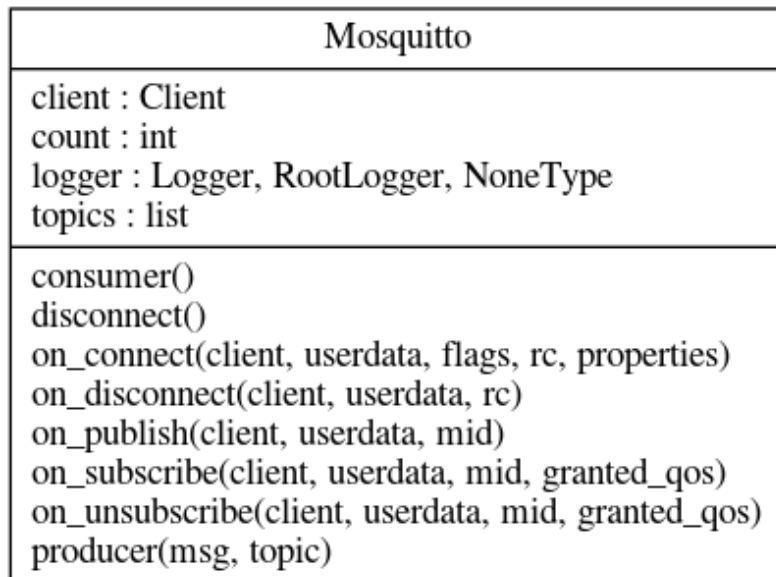 Mosquitto
client : Client
count : int
logger : Logger, RootLogger, NoneType
topics : list
consumer()
disconnect()
on_connect(client, userdata, flags, rc, properties)
on_disconnect(client, userdata, rc)
on_publish(client, userdata, mid)
on_subscribe(client, userdata, mid, granted_qos)
on_unsubscribe(client, userdata, mid, granted_qos)
producer(msg, topic)